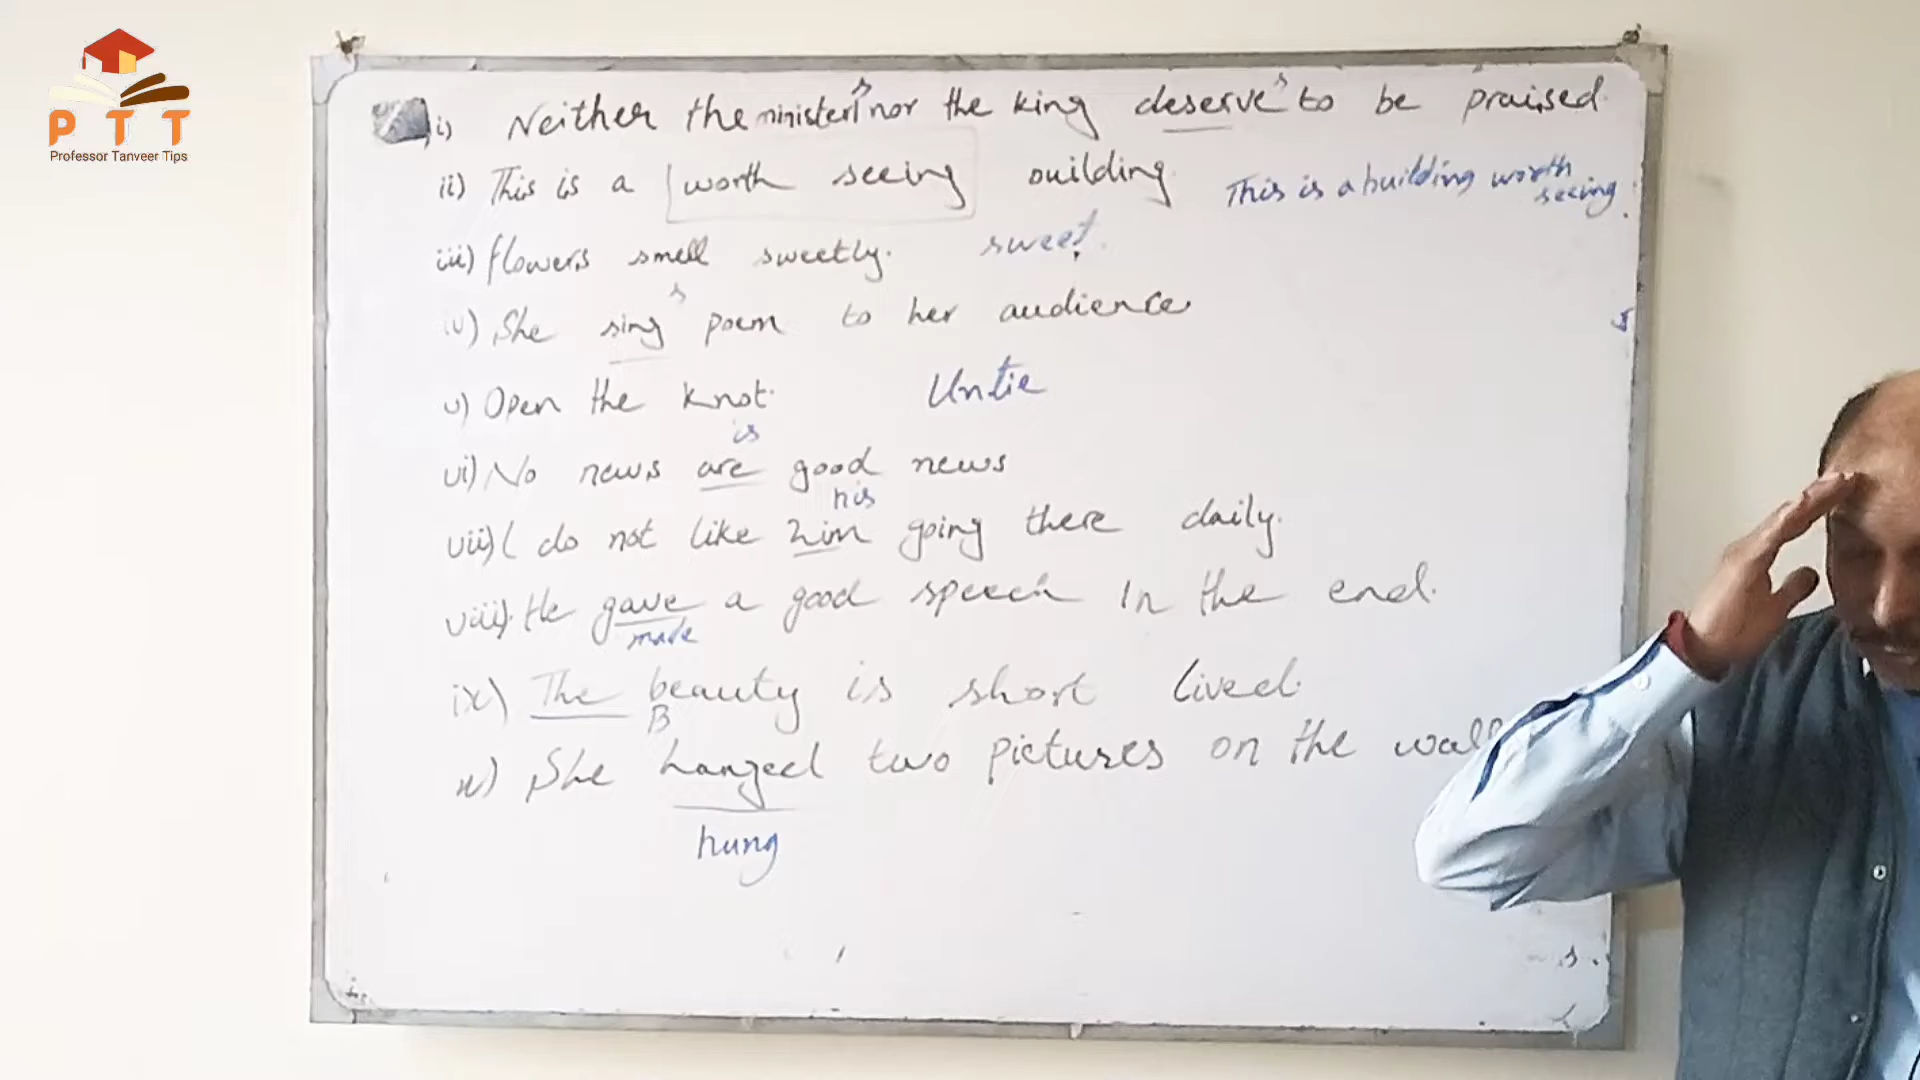 P T T
Professor Tanveer Tips
i) Neither the ministers nor the king deserves to be praised.
ii) This is a worth seeing building This is a building worth seeing.
iii) flowers smell sweetly. sweet.
s
iv) She sing poem to her audience
v) Open the knot. Untie
is
vi) No news are good news
his
vii) I do not like him going there daily.
viii) He gave a good speech in the end.
made
ix) The beauty is short lived.
B
x) She hanged two pictures on the wall
hung